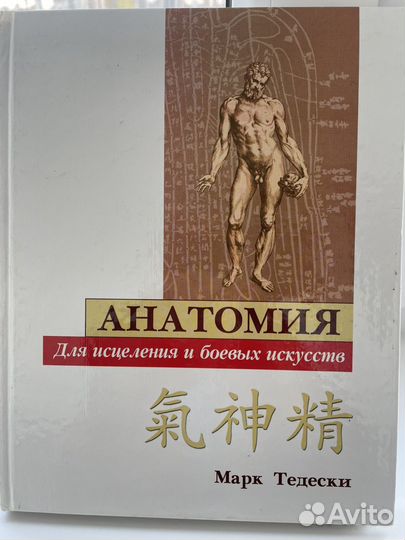 АНАТОМИЯ
Для исцеления и боевых искусств
氣神精
Марк Тедески
Avito